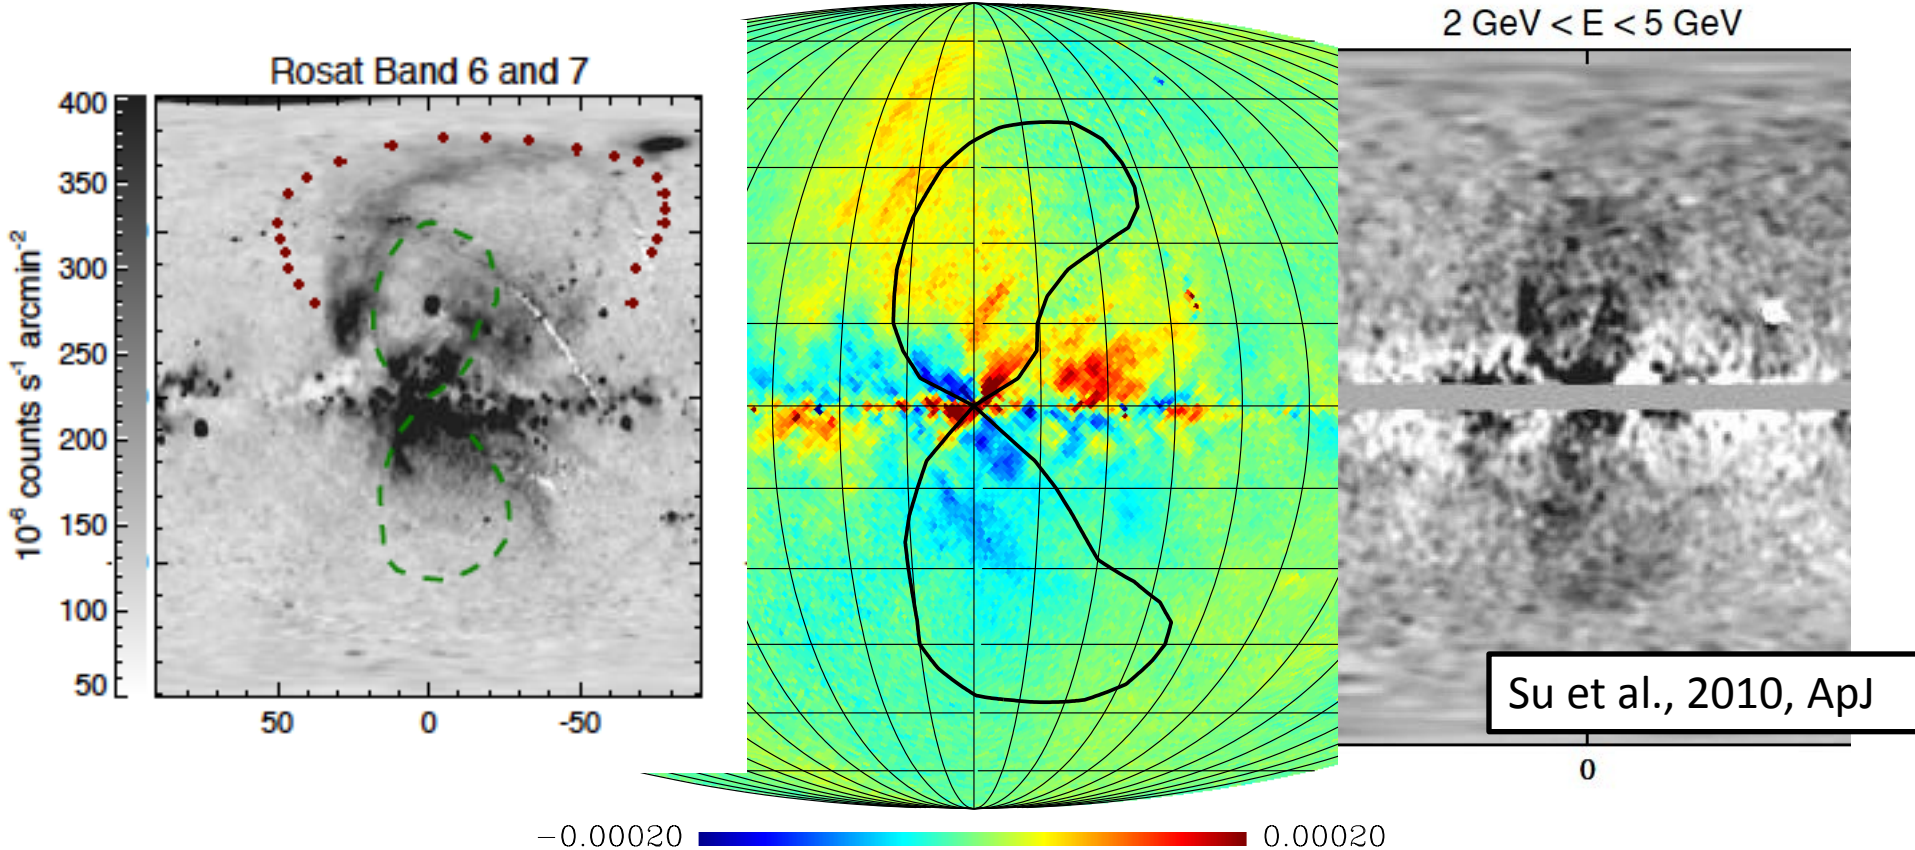 Rosat Band 6 and 7
10⁻⁶ counts s⁻¹ arcmin⁻²
400
350
300
250
200
150
100
50
50 0 -50
−0.00020 0.00020
2 GeV < E < 5 GeV
Su et al., 2010, ApJ
0